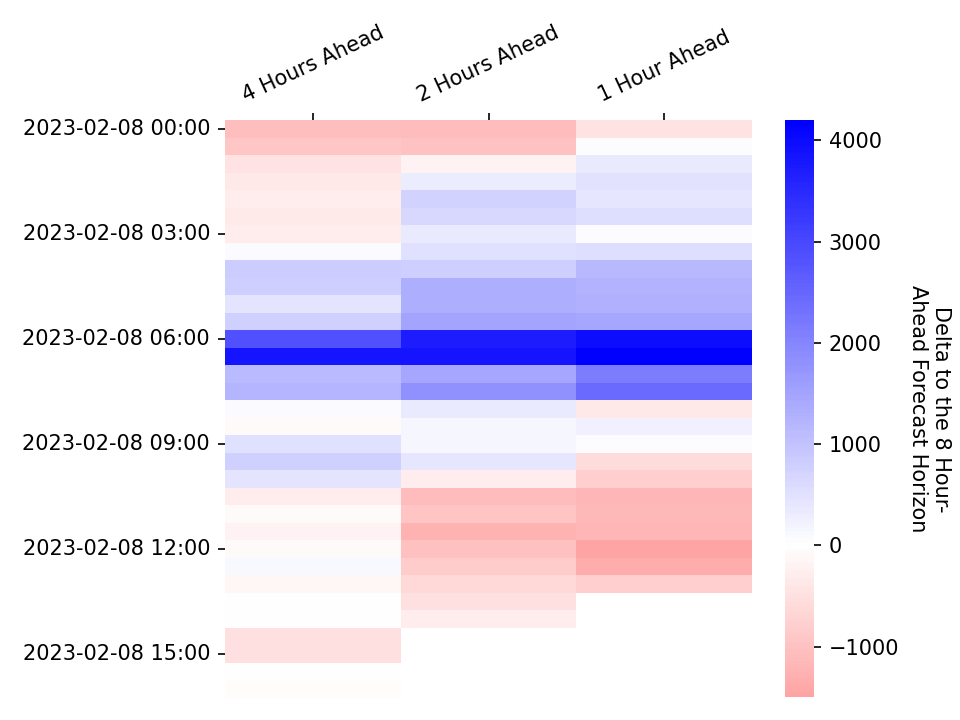 4 Hours Ahead
2 Hours Ahead
1 Hour Ahead
2023-02-08 00:00
2023-02-08 03:00
2023-02-08 06:00
2023-02-08 09:00
2023-02-08 12:00
2023-02-08 15:00
4000
3000
2000
1000
0
−1000
Delta to the 8 Hour-
Ahead Forecast Horizon